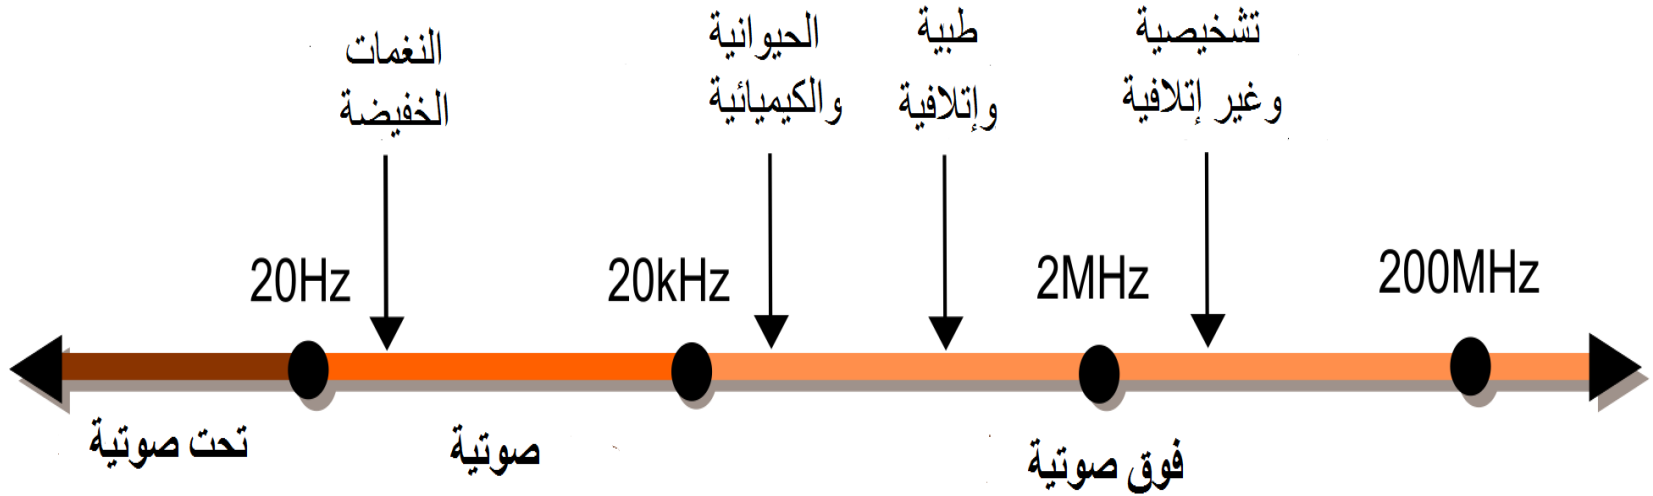 النغمات
الخفيضة
الحيوانية
والكيميائية
طبية
وإتلافية
تشخيصية
وغير إتلافية
20Hz
20kHz
2MHz
200MHz
تحت صوتية
صوتية
فوق صوتية